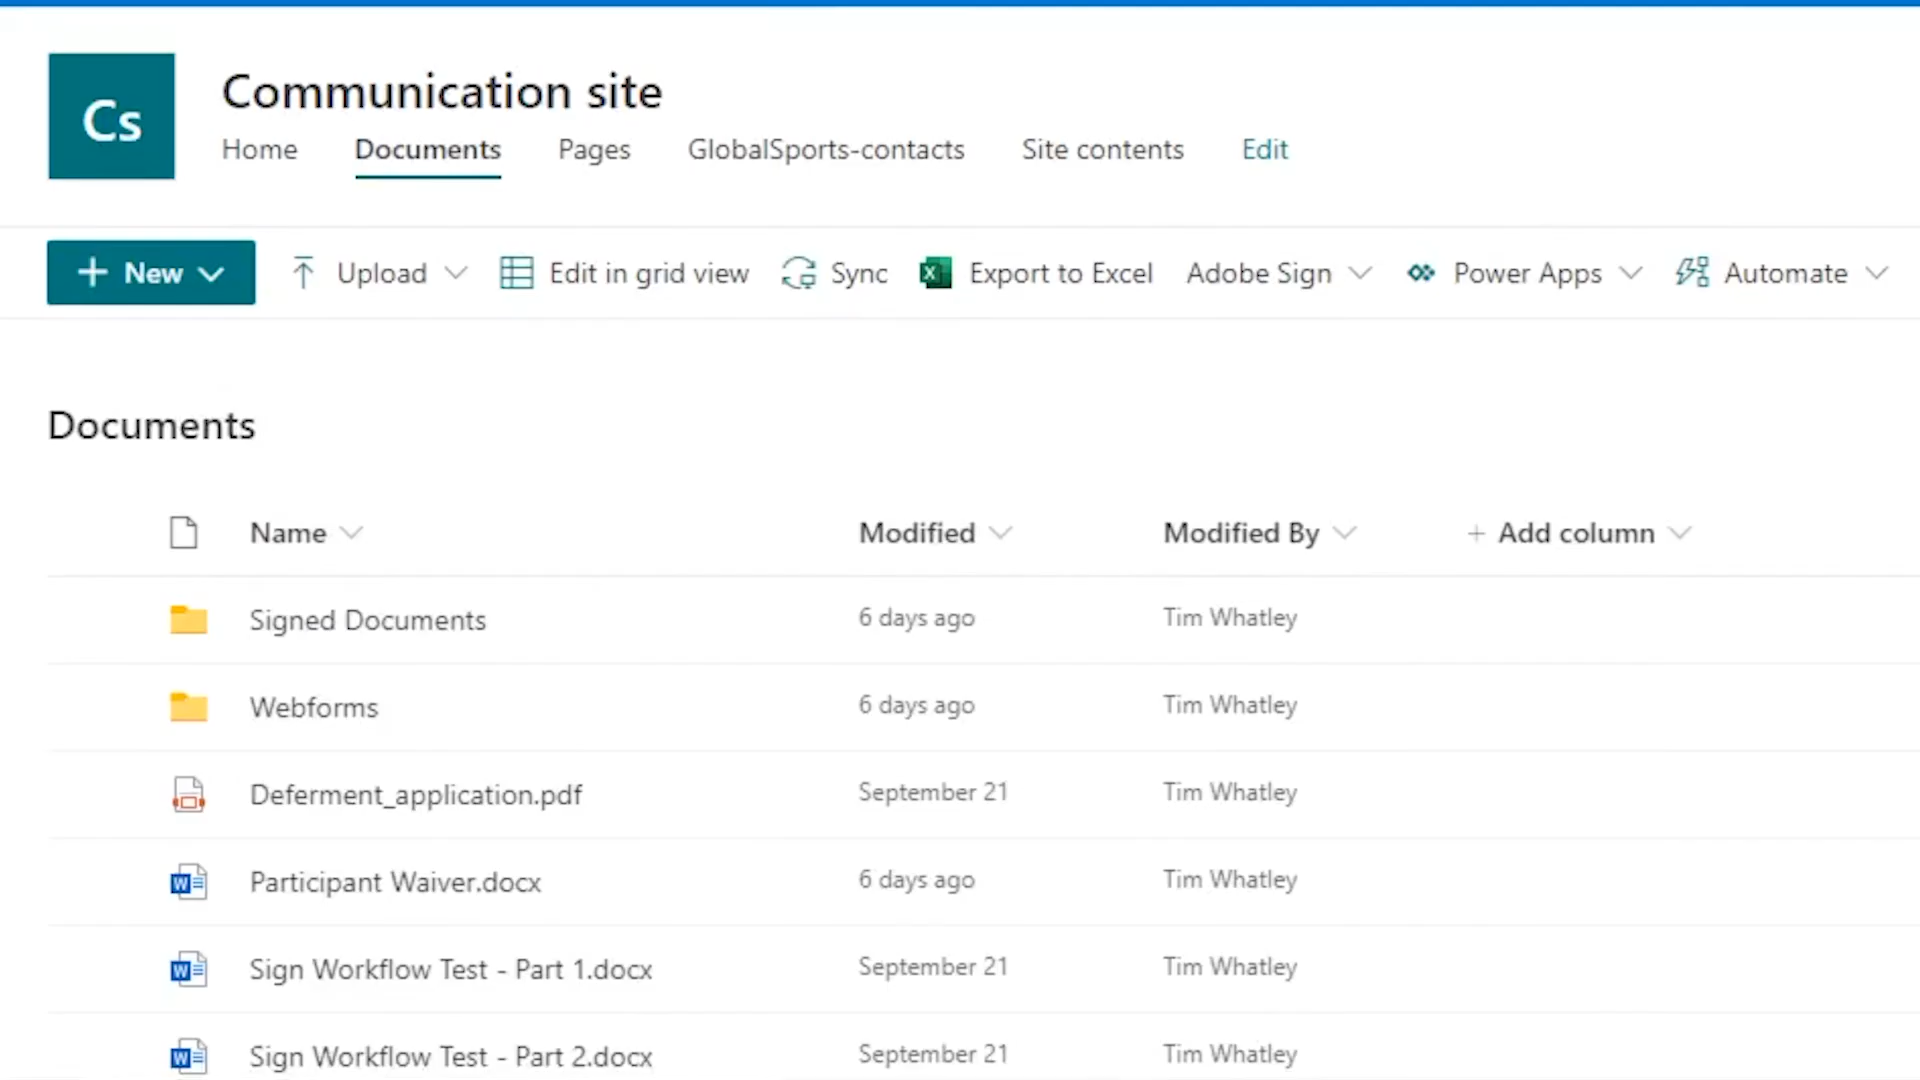 Cs
Communication site
Home Documents Pages GlobalSports-contacts Site contents Edit
+ New Upload Edit in grid view Sync Export to Excel Adobe Sign Power Apps Automate
Documents
Name Modified Modified By + Add column
Signed Documents 6 days ago Tim Whatley
Webforms 6 days ago Tim Whatley
Deferment_application.pdf September 21 Tim Whatley
Participant Waiver.docx 6 days ago Tim Whatley
Sign Workflow Test - Part 1.docx September 21 Tim Whatley
Sign Workflow Test - Part 2.docx September 21 Tim Whatley